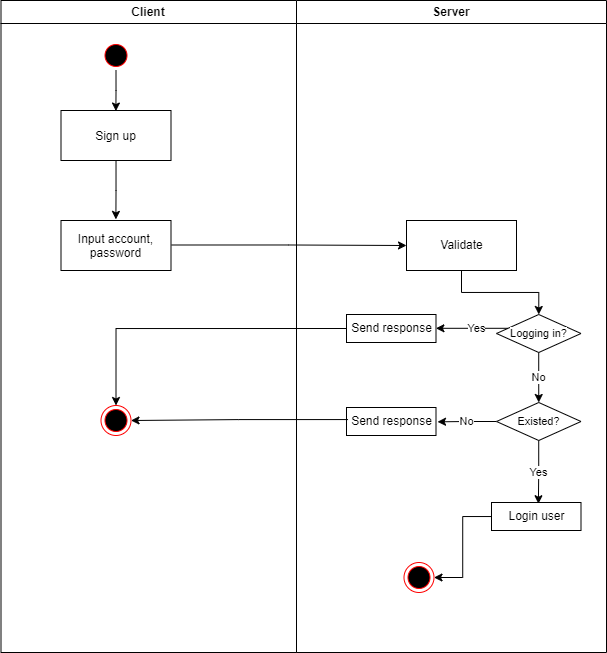 Client
Server
Sign up
Input account,
password
Validate
Send response
Yes
Logging in?
No
Send response
No
Existed?
Yes
Login user